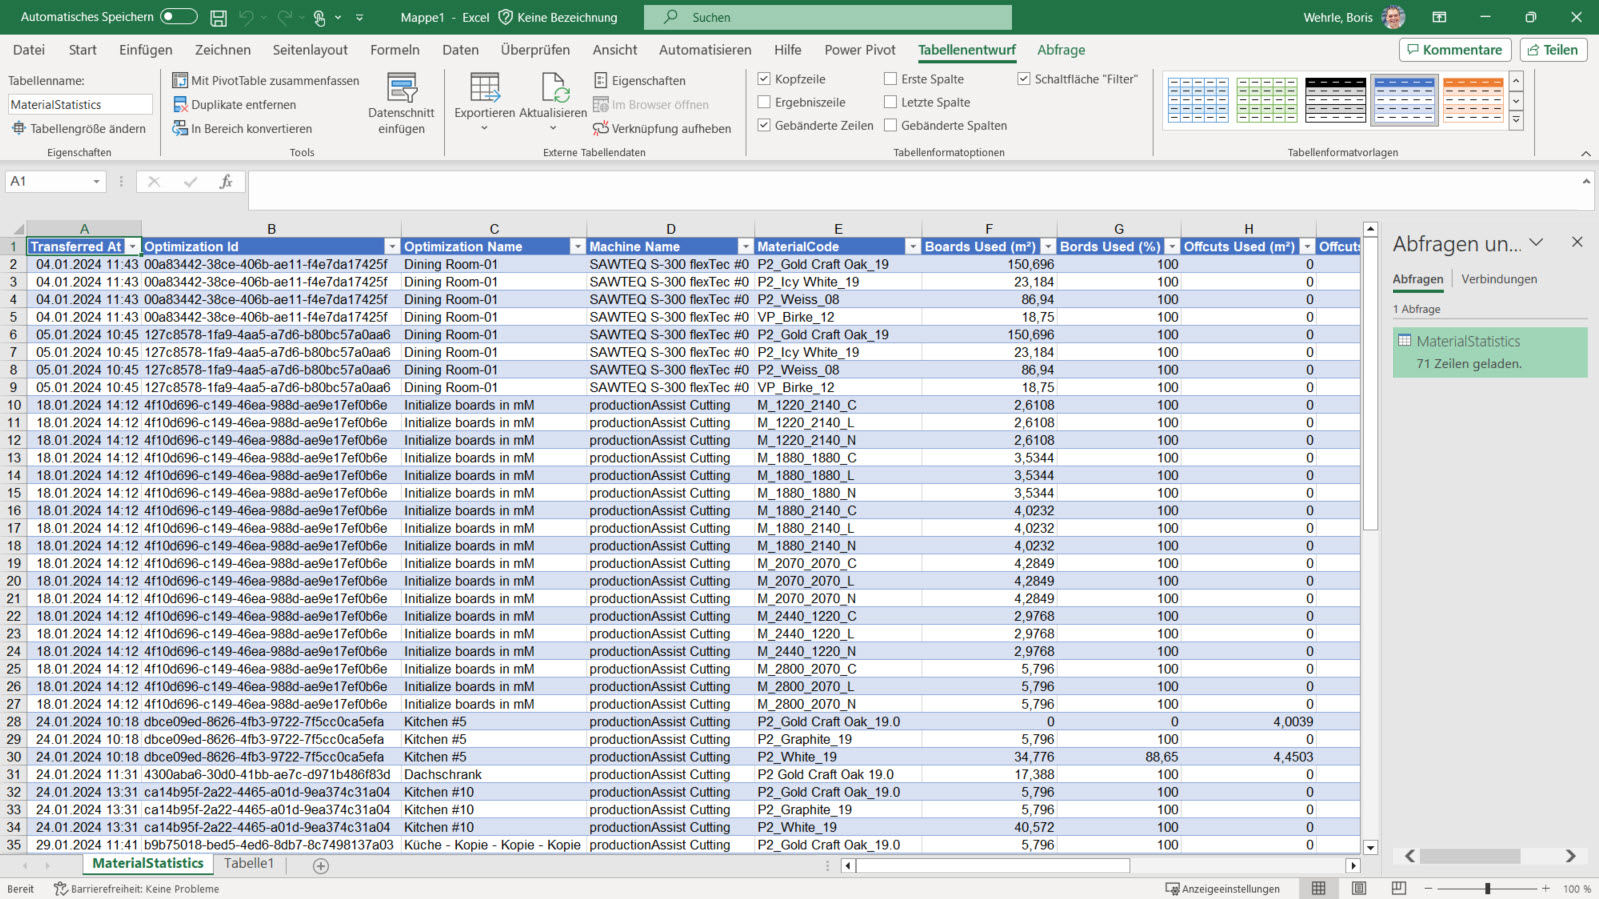 Automatisches Speichern Mappe1 - Excel Keine Bezeichnung Suchen Wehrle, Boris
Datei Start Einfügen Zeichnen Seitenlayout Formeln Daten Überprüfen Ansicht Automatisieren Hilfe Power Pivot Tabellenentwurf Abfrage Kommentare Teilen
Tabellenname:
MaterialStatistics
Tabellengröße ändern
Eigenschaften
Mit PivotTable zusammenfassen
Duplikate entfernen
In Bereich konvertieren
Datenschnitt
einfügen
Tools
Exportieren Aktualisieren
Eigenschaften
Im Browser öffnen
Verknüpfung aufheben
Externe Tabellendaten
Kopfzeile Erste Spalte Schaltfläche "Filter"
Ergebniszeile Letzte Spalte
Gebänderte Zeilen Gebänderte Spalten
Tabellenformatoptionen
Tabellenformatvorlagen
A1 fx
A B C D E F G H
1 Transferred At Optimization Id Optimization Name Machine Name MaterialCode Boards Used (m²) Bords Used (%) Offcuts Used (m²) Offcuts
2 04.01.2024 11:43 00a83442-38ce-406b-ae11-f4e7da17425f Dining Room-01 SAWTEQ S-300 flexTec #0 P2_Gold Craft Oak_19 150,696 100 0
3 04.01.2024 11:43 00a83442-38ce-406b-ae11-f4e7da17425f Dining Room-01 SAWTEQ S-300 flexTec #0 P2_Icy White_19 23,184 100 0
4 04.01.2024 11:43 00a83442-38ce-406b-ae11-f4e7da17425f Dining Room-01 SAWTEQ S-300 flexTec #0 P2_Weiss_08 86,94 100 0
5 04.01.2024 11:43 00a83442-38ce-406b-ae11-f4e7da17425f Dining Room-01 SAWTEQ S-300 flexTec #0 VP_Birke_12 18,75 100 0
6 05.01.2024 10:45 127c8578-1fa9-4aa5-a7d6-b80bc57a0aa6 Dining Room-01 SAWTEQ S-300 flexTec #0 P2_Gold Craft Oak_19 150,696 100 0
7 05.01.2024 10:45 127c8578-1fa9-4aa5-a7d6-b80bc57a0aa6 Dining Room-01 SAWTEQ S-300 flexTec #0 P2_Icy White_19 23,184 100 0
8 05.01.2024 10:45 127c8578-1fa9-4aa5-a7d6-b80bc57a0aa6 Dining Room-01 SAWTEQ S-300 flexTec #0 P2_Weiss_08 86,94 100 0
9 05.01.2024 10:45 127c8578-1fa9-4aa5-a7d6-b80bc57a0aa6 Dining Room-01 SAWTEQ S-300 flexTec #0 VP_Birke_12 18,75 100 0
10 18.01.2024 14:12 4f10d696-c149-46ea-988d-ae9e17ef0b6e Initialize boards in mM productionAssist Cutting M_1220_2140_C 2,6108 100 0
11 18.01.2024 14:12 4f10d696-c149-46ea-988d-ae9e17ef0b6e Initialize boards in mM productionAssist Cutting M_1220_2140_L 2,6108 100 0
12 18.01.2024 14:12 4f10d696-c149-46ea-988d-ae9e17ef0b6e Initialize boards in mM productionAssist Cutting M_1220_2140_N 2,6108 100 0
13 18.01.2024 14:12 4f10d696-c149-46ea-988d-ae9e17ef0b6e Initialize boards in mM productionAssist Cutting M_1880_1880_C 3,5344 100 0
14 18.01.2024 14:12 4f10d696-c149-46ea-988d-ae9e17ef0b6e Initialize boards in mM productionAssist Cutting M_1880_1880_L 3,5344 100 0
15 18.01.2024 14:12 4f10d696-c149-46ea-988d-ae9e17ef0b6e Initialize boards in mM productionAssist Cutting M_1880_1880_N 3,5344 100 0
16 18.01.2024 14:12 4f10d696-c149-46ea-988d-ae9e17ef0b6e Initialize boards in mM productionAssist Cutting M_1880_2140_C 4,0232 100 0
17 18.01.2024 14:12 4f10d696-c149-46ea-988d-ae9e17ef0b6e Initialize boards in mM productionAssist Cutting M_1880_2140_L 4,0232 100 0
18 18.01.2024 14:12 4f10d696-c149-46ea-988d-ae9e17ef0b6e Initialize boards in mM productionAssist Cutting M_1880_2140_N 4,0232 100 0
19 18.01.2024 14:12 4f10d696-c149-46ea-988d-ae9e17ef0b6e Initialize boards in mM productionAssist Cutting M_2070_2070_C 4,2849 100 0
20 18.01.2024 14:12 4f10d696-c149-46ea-988d-ae9e17ef0b6e Initialize boards in mM productionAssist Cutting M_2070_2070_L 4,2849 100 0
21 18.01.2024 14:12 4f10d696-c149-46ea-988d-ae9e17ef0b6e Initialize boards in mM productionAssist Cutting M_2070_2070_N 4,2849 100 0
22 18.01.2024 14:12 4f10d696-c149-46ea-988d-ae9e17ef0b6e Initialize boards in mM productionAssist Cutting M_2440_1220_C 2,9768 100 0
23 18.01.2024 14:12 4f10d696-c149-46ea-988d-ae9e17ef0b6e Initialize boards in mM productionAssist Cutting M_2440_1220_L 2,9768 100 0
24 18.01.2024 14:12 4f10d696-c149-46ea-988d-ae9e17ef0b6e Initialize boards in mM productionAssist Cutting M_2440_1220_N 2,9768 100 0
25 18.01.2024 14:12 4f10d696-c149-46ea-988d-ae9e17ef0b6e Initialize boards in mM productionAssist Cutting M_2800_2070_C 5,796 100 0
26 18.01.2024 14:12 4f10d696-c149-46ea-988d-ae9e17ef0b6e Initialize boards in mM productionAssist Cutting M_2800_2070_L 5,796 100 0
27 18.01.2024 14:12 4f10d696-c149-46ea-988d-ae9e17ef0b6e Initialize boards in mM productionAssist Cutting M_2800_2070_N 5,796 100 0
28 24.01.2024 10:18 dbce09ed-8626-4fb3-9722-7f5cc0ca5efa Kitchen #5 productionAssist Cutting P2_Gold Craft Oak_19.0 0 0 4,0039
29 24.01.2024 10:18 dbce09ed-8626-4fb3-9722-7f5cc0ca5efa Kitchen #5 productionAssist Cutting P2_Graphite_19 5,796 100 0
30 24.01.2024 10:18 dbce09ed-8626-4fb3-9722-7f5cc0ca5efa Kitchen #5 productionAssist Cutting P2_White_19 34,776 88,65 4,4503
31 24.01.2024 11:31 4300aba6-30d0-41bb-ae7c-d971b486f83d Dachschrank productionAssist Cutting P2 Gold Craft Oak 19.0 17,388 100 0
32 24.01.2024 13:31 ca14b95f-2a22-4465-a01d-9ea374c31a04 Kitchen #10 productionAssist Cutting P2_Gold Craft Oak_19.0 5,796 100 0
33 24.01.2024 13:31 ca14b95f-2a22-4465-a01d-9ea374c31a04 Kitchen #10 productionAssist Cutting P2_Graphite_19 5,796 100 0
34 24.01.2024 13:31 ca14b95f-2a22-4465-a01d-9ea374c31a04 Kitchen #10 productionAssist Cutting P2_White_19 40,572 100 0
35 29.01.2024 11:41 b9b75018-bed5-4ed6-8db7-8c7498137a03 Küche - Kopie - Kopie - Kopie productionAssist Cutting P2_Gold Craft Oak_19.0 5,796 100 0
Abfragen un...
Abfragen Verbindungen
1 Abfrage
MaterialStatistics
71 Zeilen geladen.
MaterialStatistics Tabelle1
Bereit Barrierefreiheit: Keine Probleme Anzeigeeinstellungen 100 %